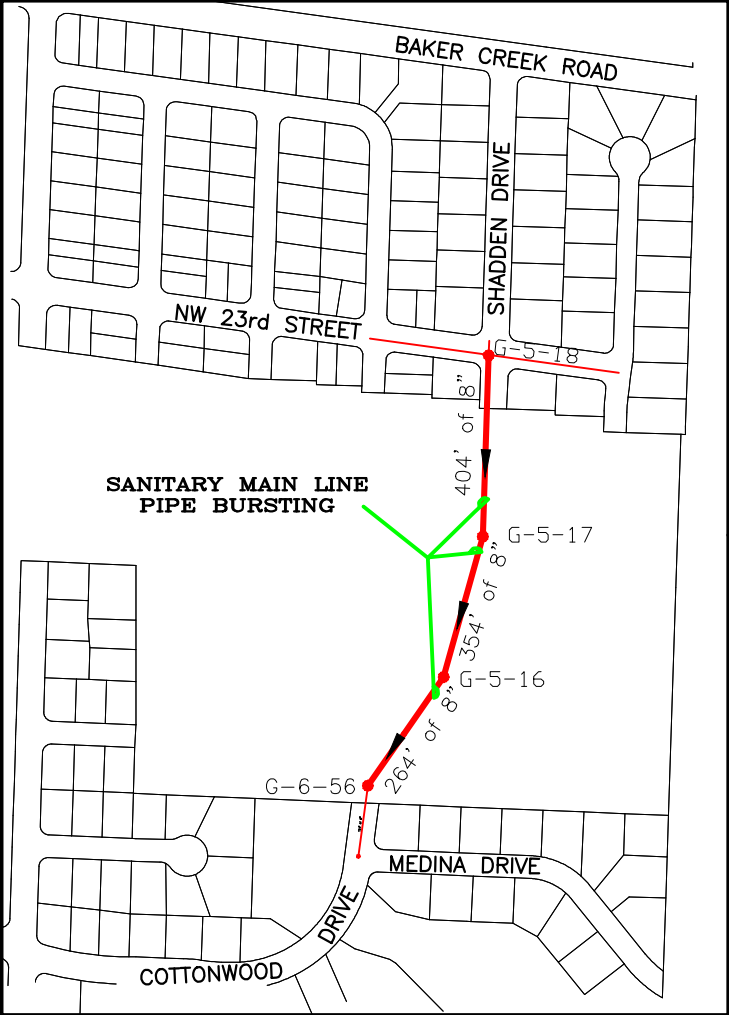 BAKER CREEK ROAD
SHADDEN DRIVE
NW 23rd STREET
G-5-18
404' of 8"
SANITARY MAIN LINE
PIPE BURSTING
G-5-17
354' of 8"
G-5-16
264' of 8"
G-6-56
MEDINA DRIVE
COTTONWOOD DRIVE